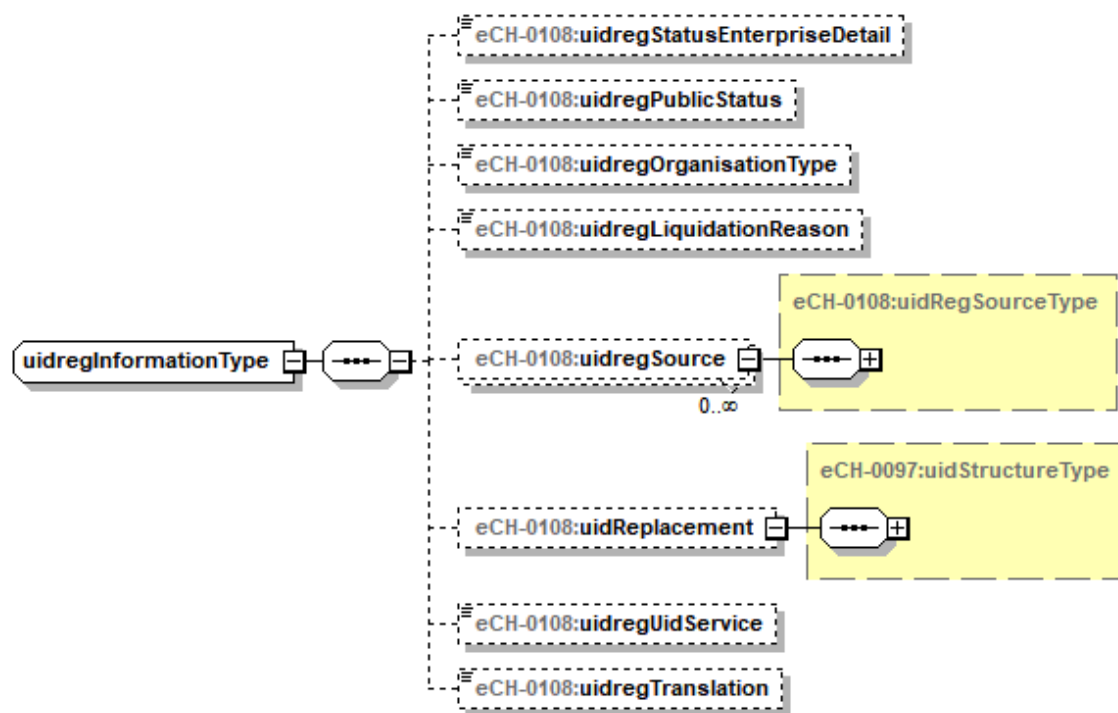 eCH-0108:uidregStatusEnterpriseDetail
eCH-0108:uidregPublicStatus
eCH-0108:uidregOrganisationType
eCH-0108:uidregLiquidationReason
eCH-0108:uidRegSourceType
uidregInformationType
eCH-0108:uidregSource
0..∞
eCH-0097:uidStructureType
eCH-0108:uidReplacement
eCH-0108:uidregUidService
eCH-0108:uidregTranslation